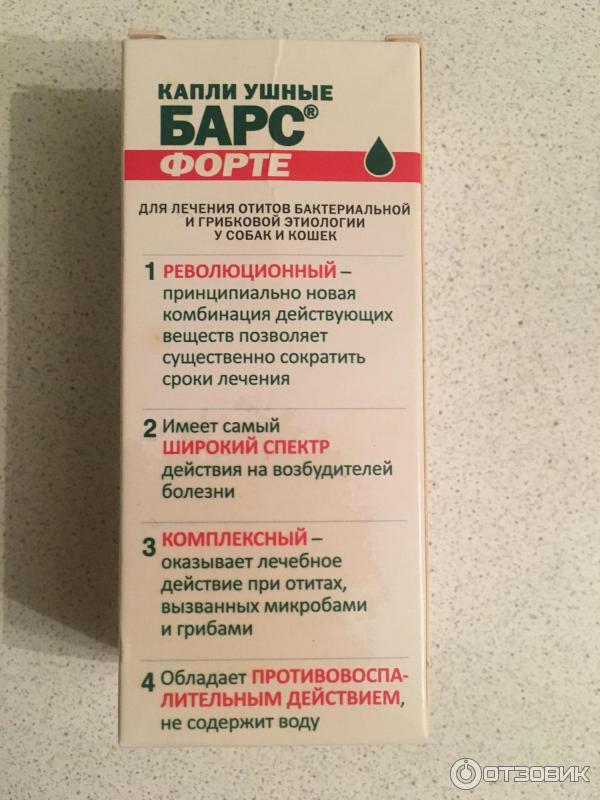 КАПЛИ УШНЫЕ
БАРС®
ФОРТЕ
ДЛЯ ЛЕЧЕНИЯ ОТИТОВ БАКТЕРИАЛЬНОЙ
И ГРИБКОВОЙ ЭТИОЛОГИИ
У СОБАК И КОШЕК
1 РЕВОЛЮЦИОННЫЙ –
принципиально новая
комбинация действующих
веществ позволяет
существенно сократить
сроки лечения
2 Имеет самый
ШИРОКИЙ СПЕКТР
действия на возбудителей
болезни
3 КОМПЛЕКСНЫЙ –
оказывает лечебное
действие при отитах,
вызванных микробами
и грибами
4 Обладает ПРОТИВОВОСПА-
ЛИТЕЛЬНЫМ ДЕЙСТВИЕМ,
не содержит воду
ОТЗОВИК